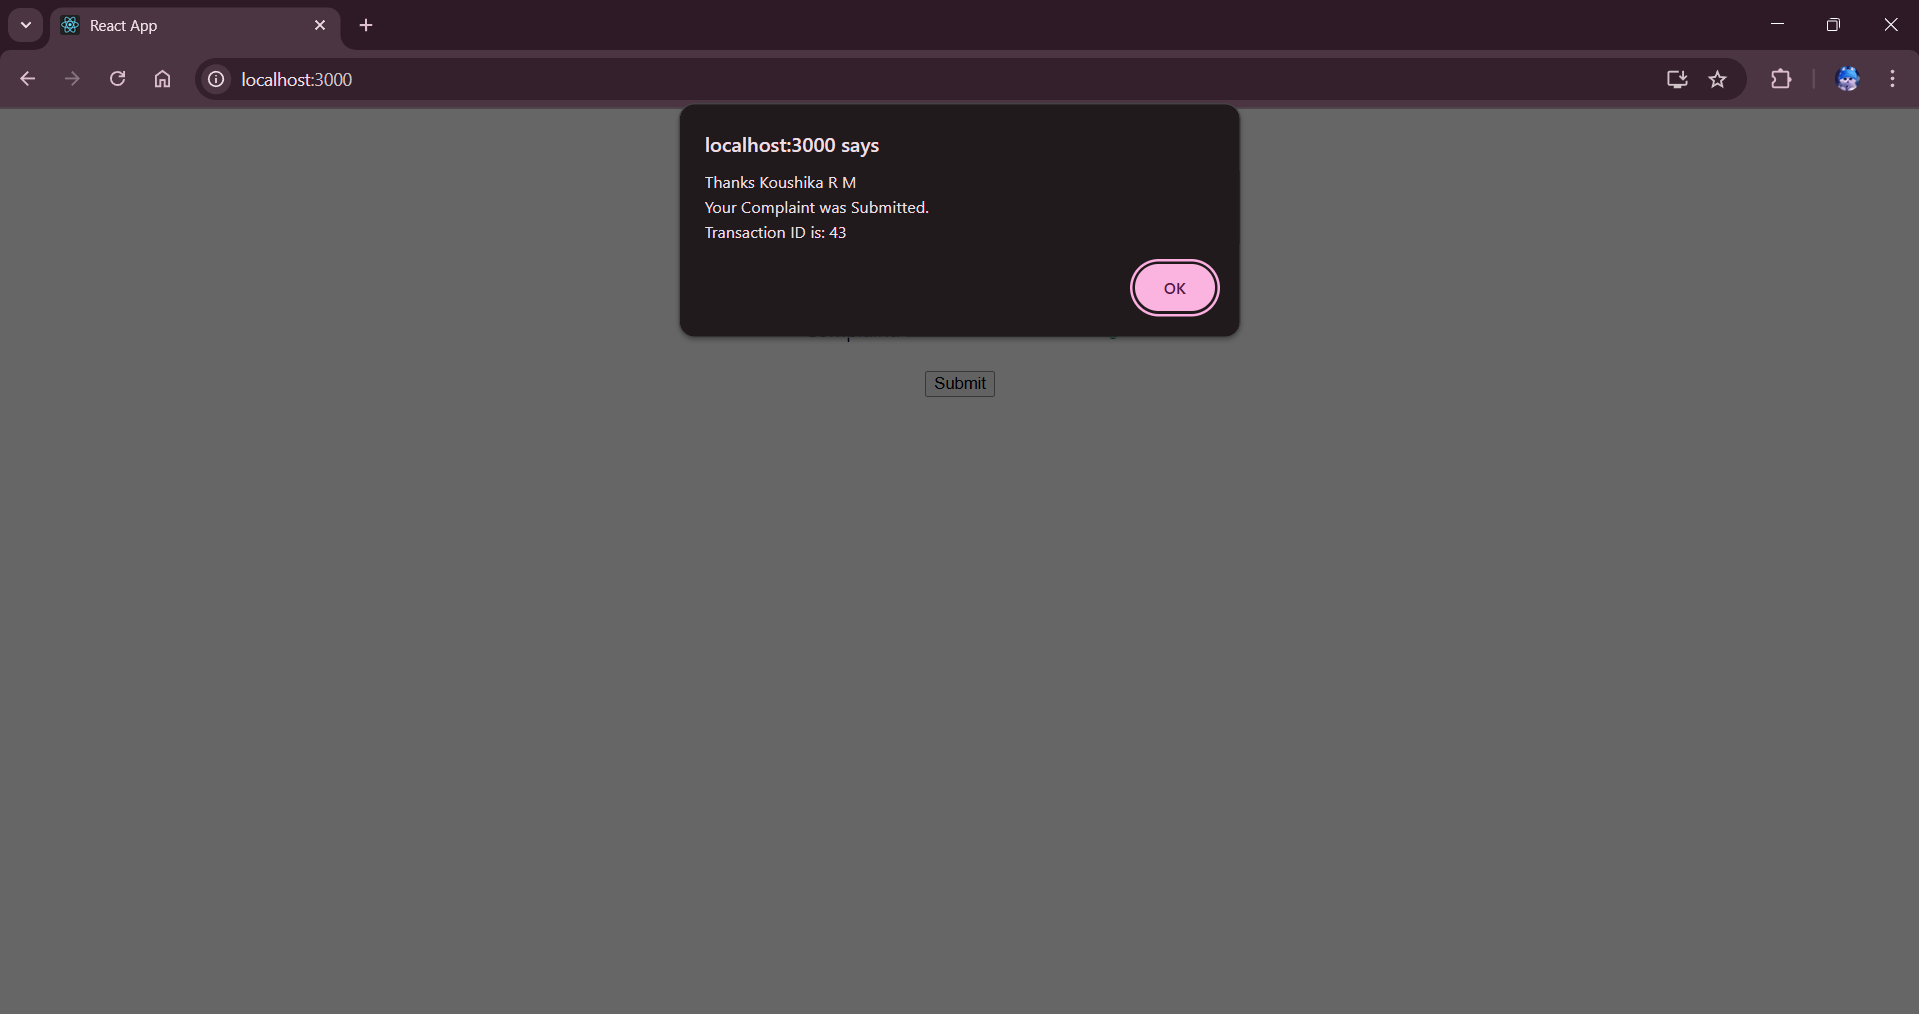 React App
localhost:3000
localhost:3000 says
Thanks Koushika R M
Your Complaint was Submitted.
Transaction ID is: 43
OK
Submit